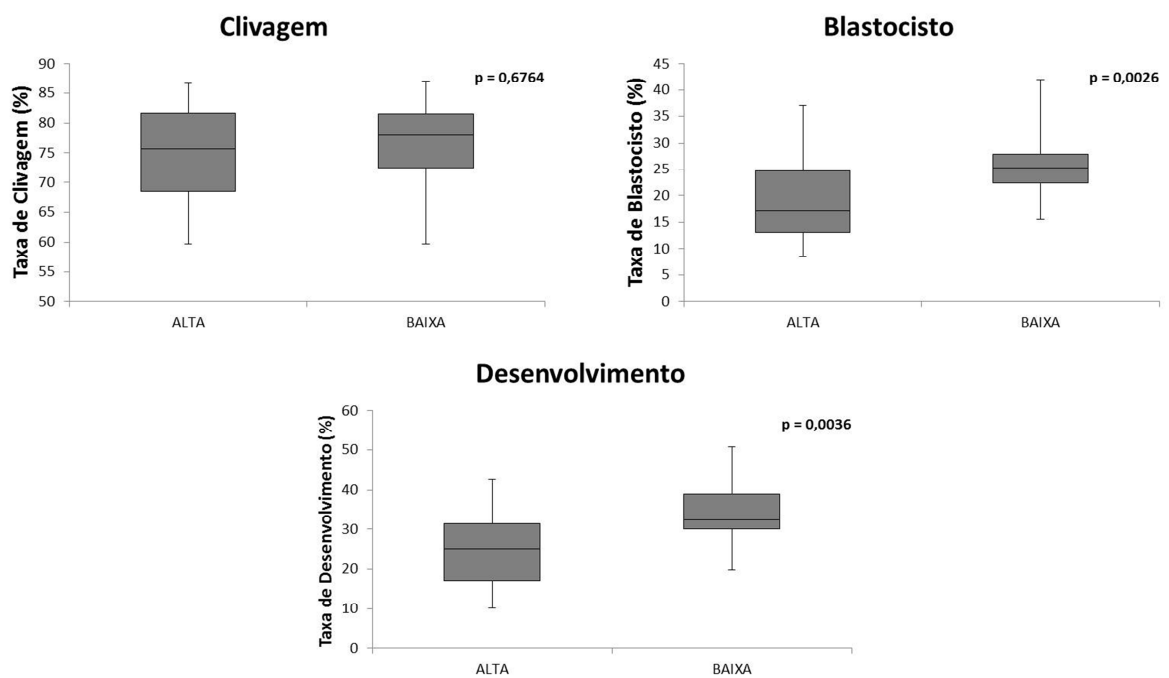 Clivagem
Taxa de Clivagem (%)
90
85
80
75
70
65
60
55
50
p = 0,6764
ALTA
BAIXA
Blastocisto
Taxa de Blastocisto (%)
45
40
35
30
25
20
15
10
5
0
p = 0,0026
ALTA
BAIXA
Desenvolvimento
Taxa de Desenvolvimento (%)
60
50
40
30
20
10
0
p = 0,0036
ALTA
BAIXA